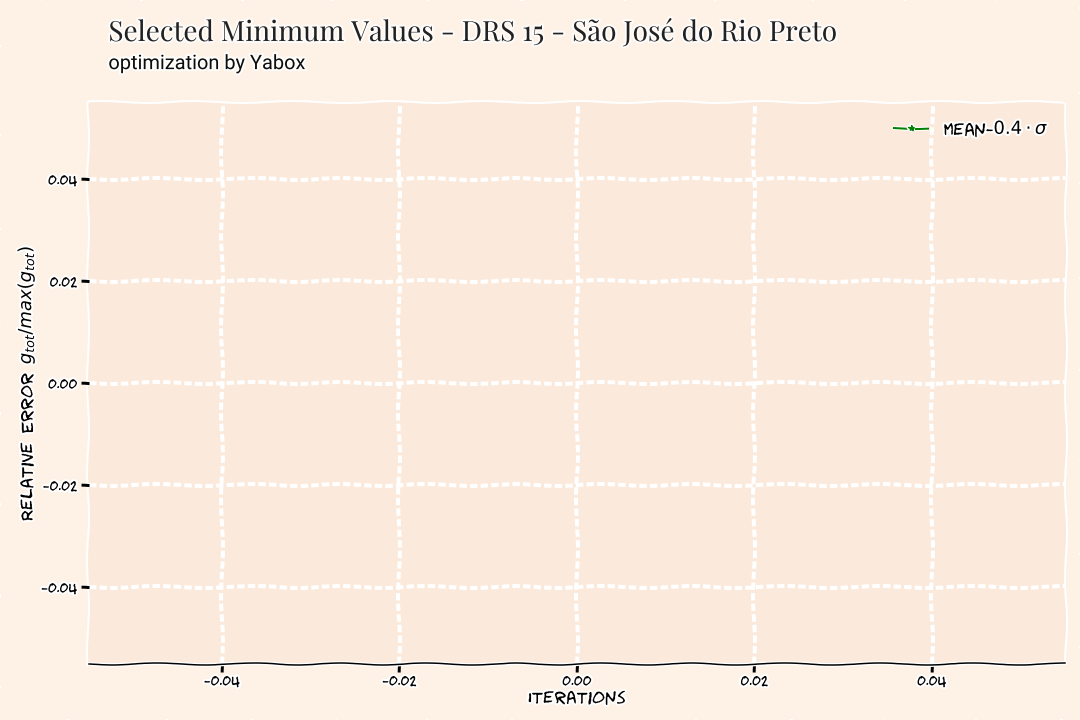 Selected Minimum Values - DRS 15 - São José do Rio Preto
optimization by Yabox
MEAN-0.4 · σ
RELATIVE ERROR g_tot/max(g_tot)
0.04
0.02
0.00
-0.02
-0.04
-0.04 -0.02 0.00 0.02 0.04
ITERATIONS